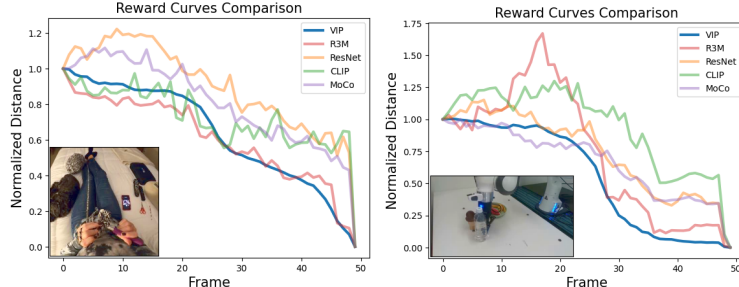 Reward Curves Comparison
1.2
1.0
0.8
0.6
0.4
0.2
0.0
Normalized Distance
VIP
R3M
ResNet
CLIP
MoCo
0
10
20
30
40
50
Frame
Reward Curves Comparison
1.75
1.50
1.25
1.00
0.75
0.50
0.25
0.00
Normalized Distance
VIP
R3M
ResNet
CLIP
MoCo
0
10
20
30
40
50
Frame